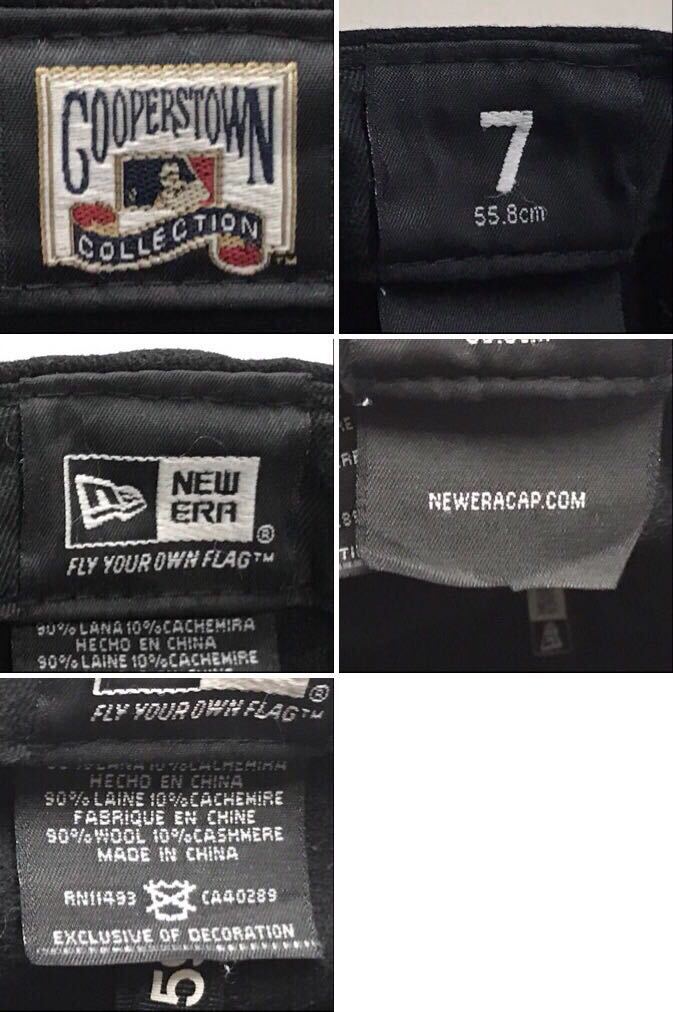 COOPERSTOWN
COLLECTION
TM
7
55.8cm
NEW
ERA
®
FLY YOUR OWN FLAG™
90% LANA 10% CACHEMIRA
HECHO EN CHINA
90% LAINE 10% CACHEMIRE
NEWERACAP.COM
FLY YOUR OWN FLAG™
®
HECHO EN CHINA
90% LAINE 10% CACHEMIRE
FABRIQUE EN CHINE
90% WOOL 10% CASHMERE
MADE IN CHINA
RN11493 CA40289
EXCLUSIVE OF DECORATION